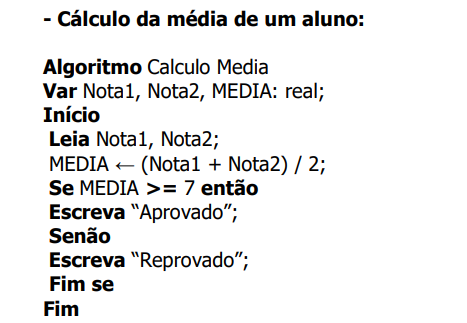 - Cálculo da média de um aluno:
Algoritmo Calculo Media
Var Nota1, Nota2, MEDIA: real;
Início
Leia Nota1, Nota2;
MEDIA ← (Nota1 + Nota2) / 2;
Se MEDIA >= 7 então
Escreva “Aprovado”;
Senão
Escreva “Reprovado”;
Fim se
Fim